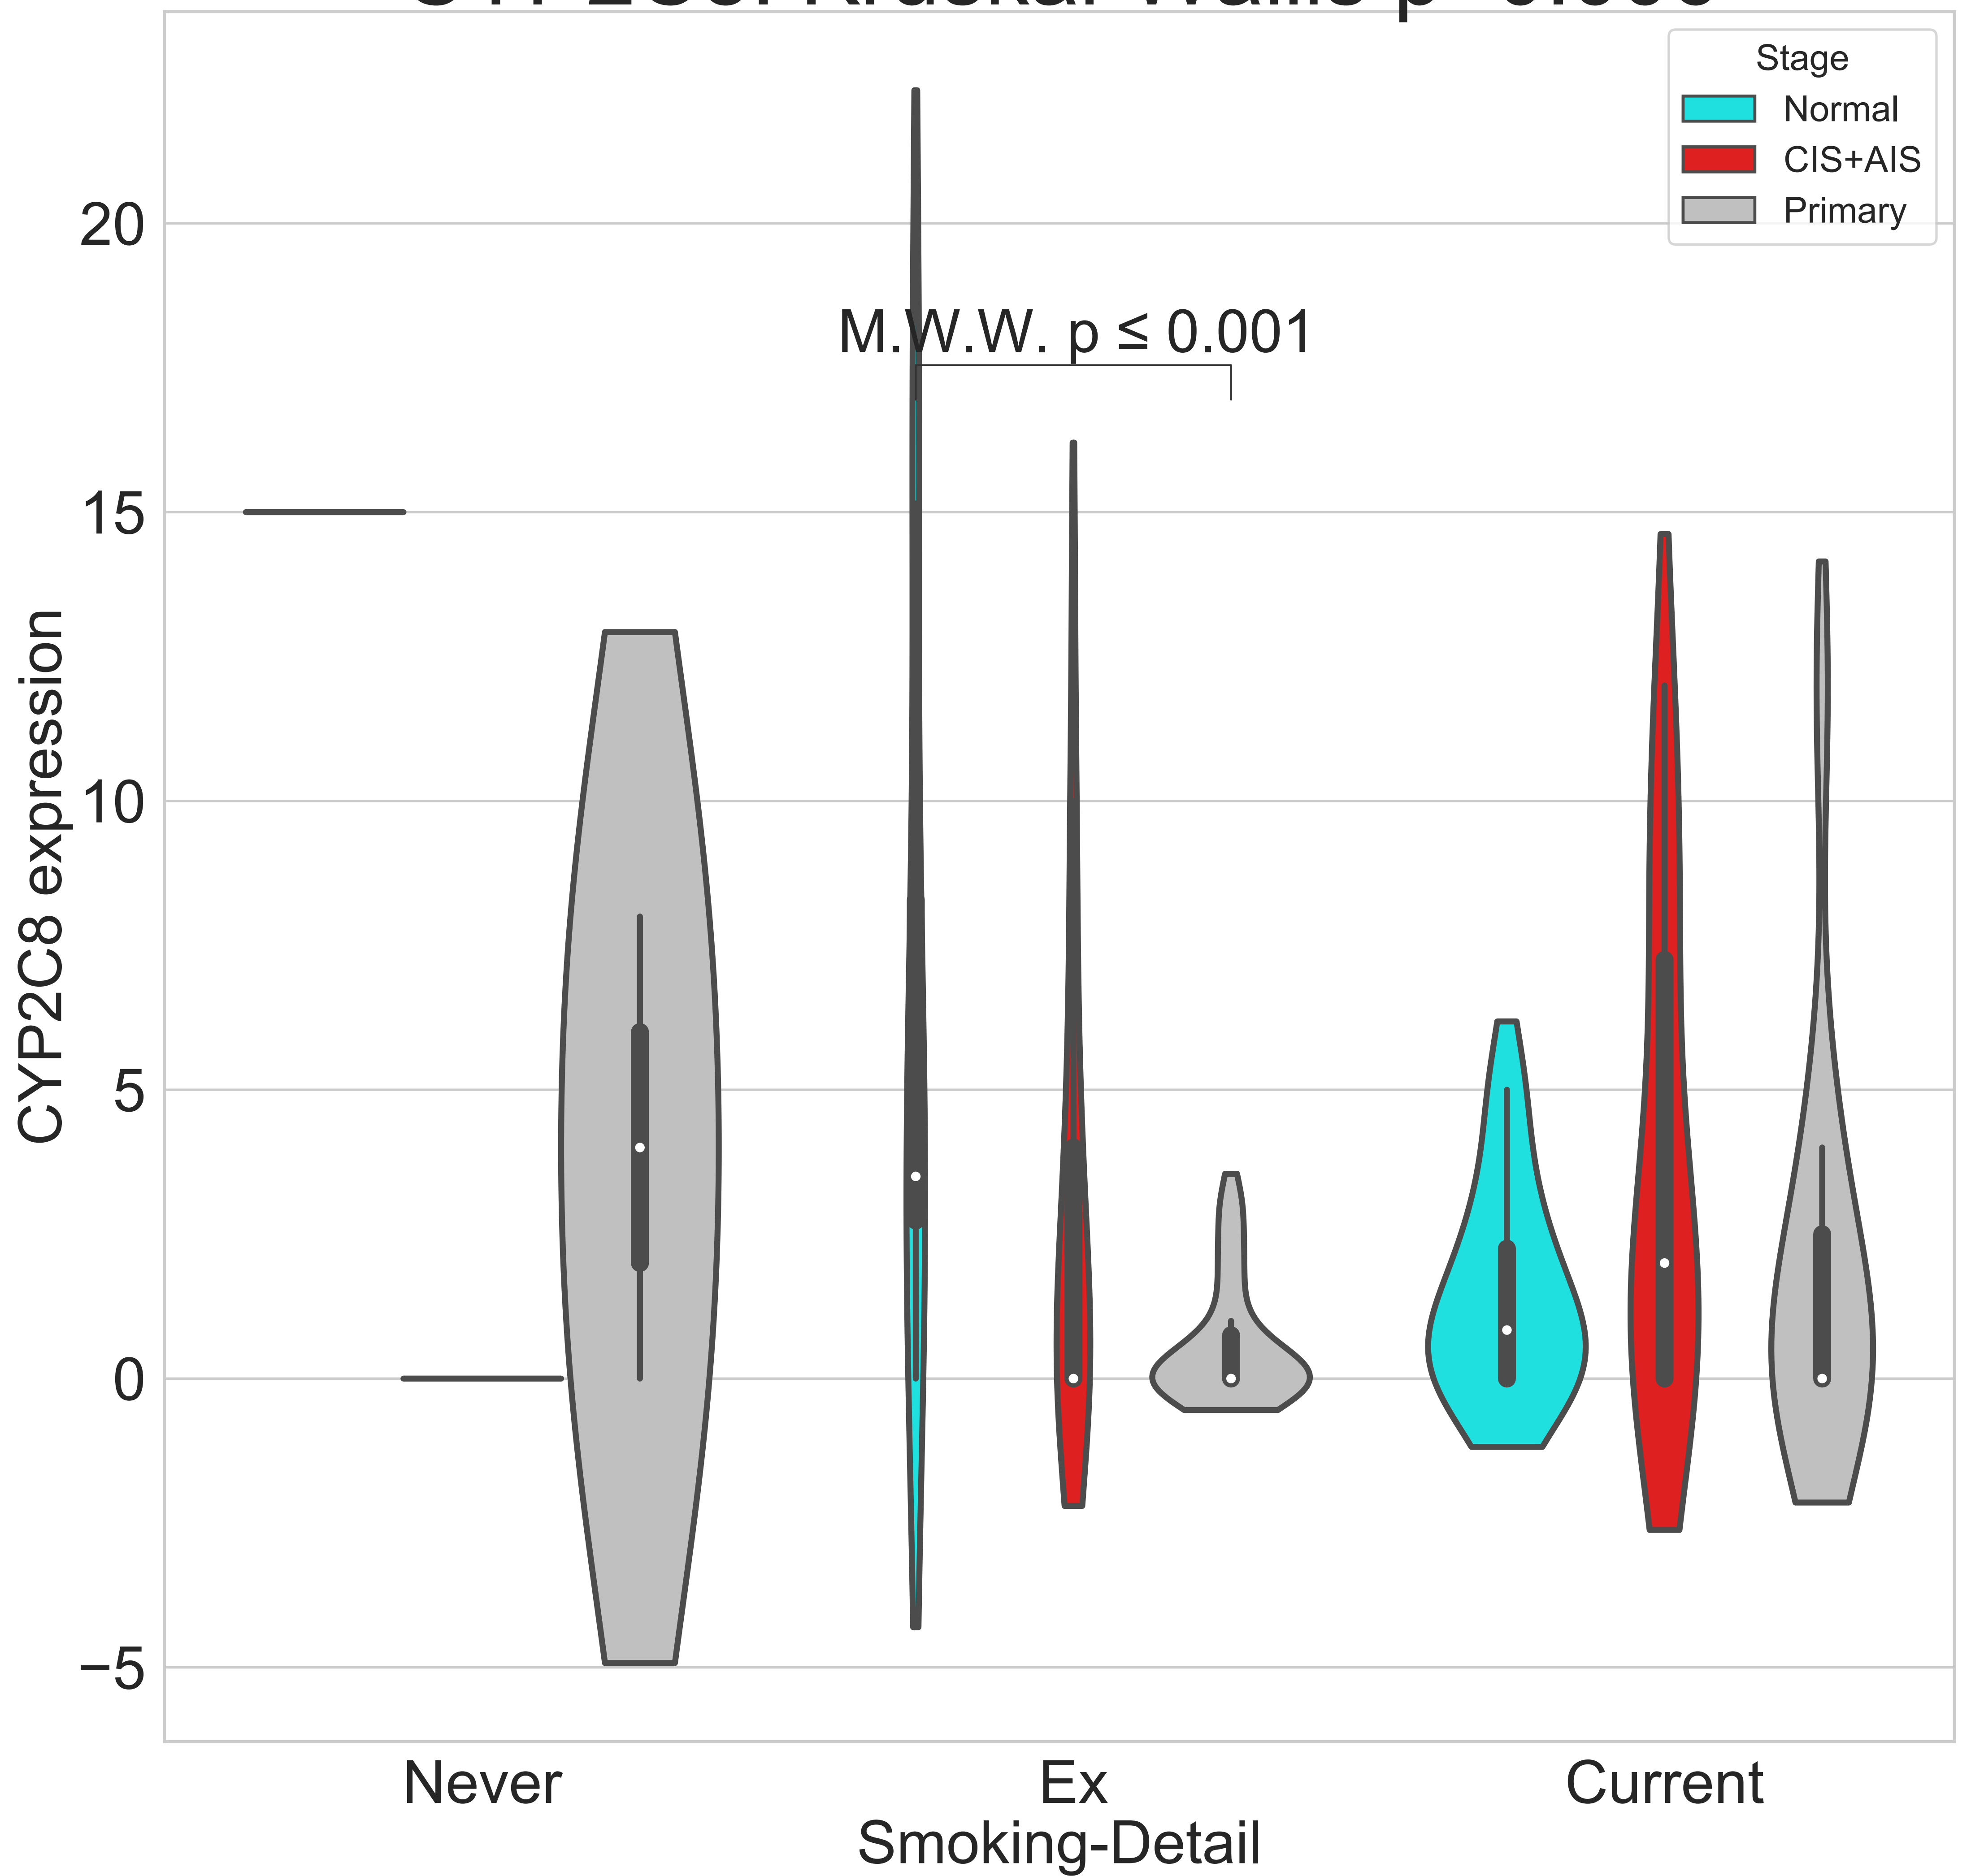 Stage
Normal
CIS+AIS
Primary
20
M.W.W. p ≤ 0.001
15
10
5
0
−5
CYP2C8 expression
Never
Ex
Current
Smoking-Detail